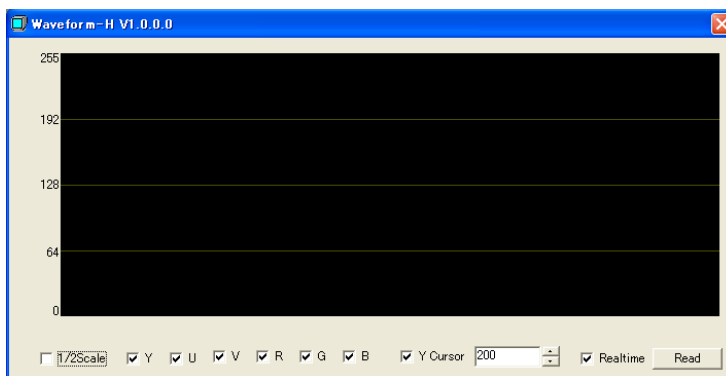 Waveform-H V1.0.0.0
255
192
128
64
0
1/2Scale Y U V R G B Y Cursor 200 Realtime Read